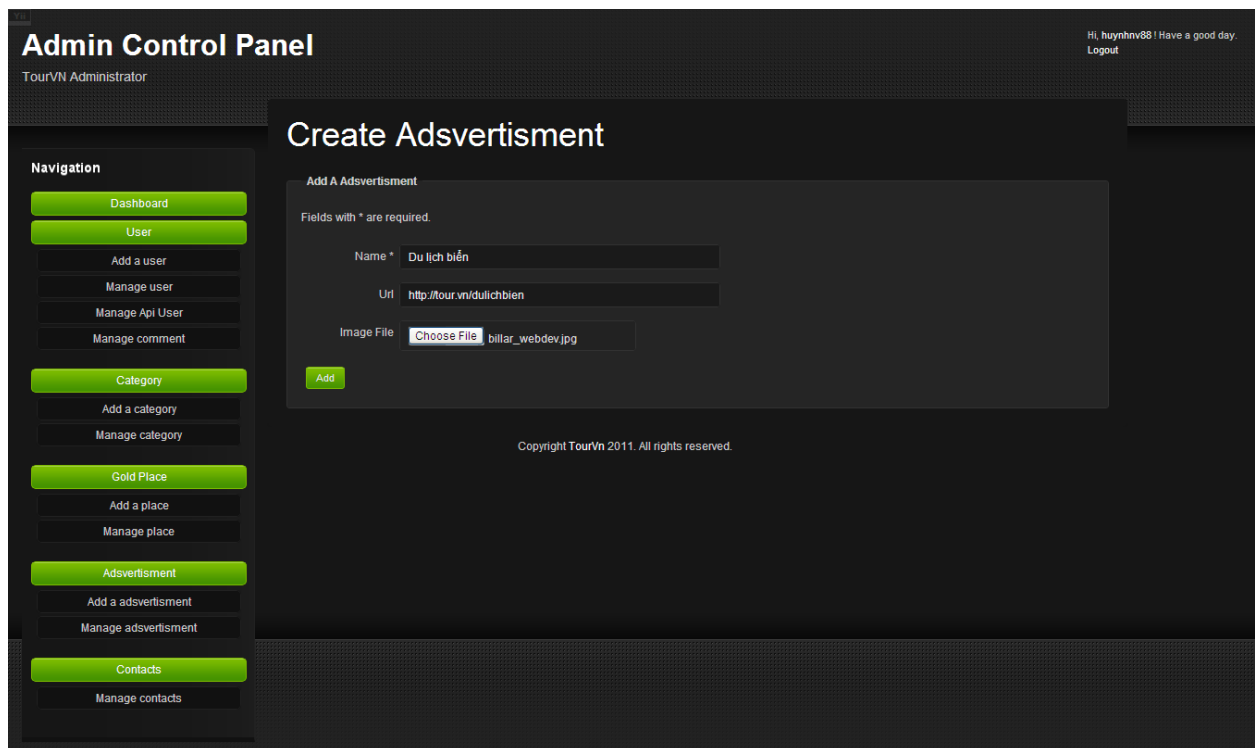 Yii
Admin Control Panel
TourVN Administrator
Hi, huynhnv88 ! Have a good day.
Logout
Navigation
Dashboard
User
Add a user
Manage user
Manage Api User
Manage comment
Category
Add a category
Manage category
Gold Place
Add a place
Manage place
Adsvertisment
Add a adsvertisment
Manage adsvertisment
Contacts
Manage contacts
Create Adsvertisment
Add A Adsvertisment
Fields with * are required.
Name * Du lịch biển
Url http://tour.vn/dulichbien
Image File Choose File billar_webdev.jpg
Add
Copyright TourVn 2011. All rights reserved.